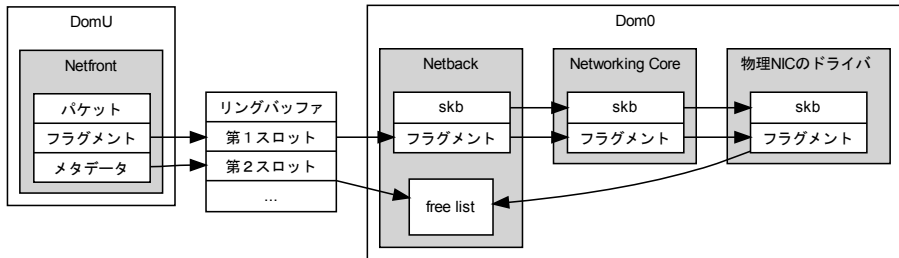 DomU
Netfront
パケット
フラグメント
メタデータ
リングバッファ
第1スロット
第2スロット
...
Dom0
Netback
skb
フラグメント
free list
Networking Core
skb
フラグメント
物理NICのドライバ
skb
フラグメント